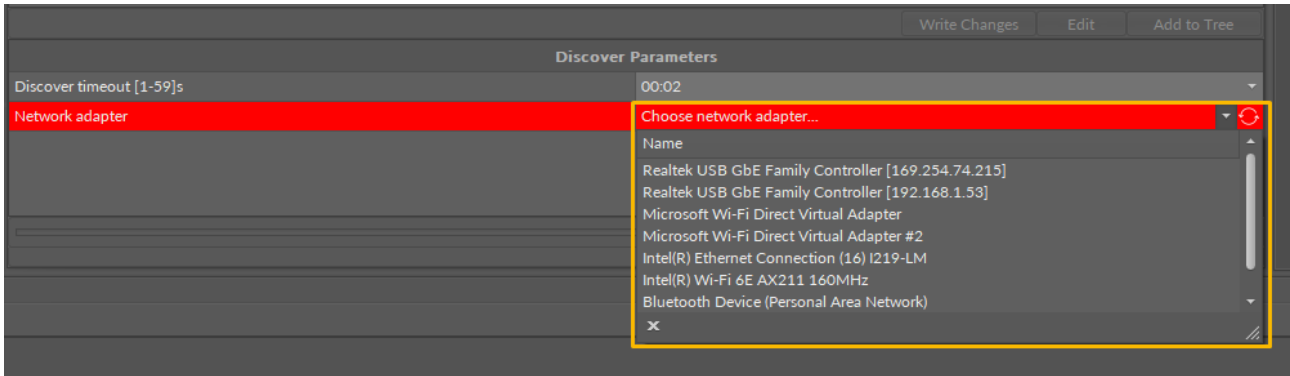 Write Changes Edit Add to Tree
Discover Parameters
Discover timeout [1-59]s 00:02
Network adapter Choose network adapter...
Name
Realtek USB GbE Family Controller [169.254.74.215]
Realtek USB GbE Family Controller [192.168.1.53]
Microsoft Wi-Fi Direct Virtual Adapter
Microsoft Wi-Fi Direct Virtual Adapter #2
Intel(R) Ethernet Connection (16) I219-LM
Intel(R) Wi-Fi 6E AX211 160MHz
Bluetooth Device (Personal Area Network)